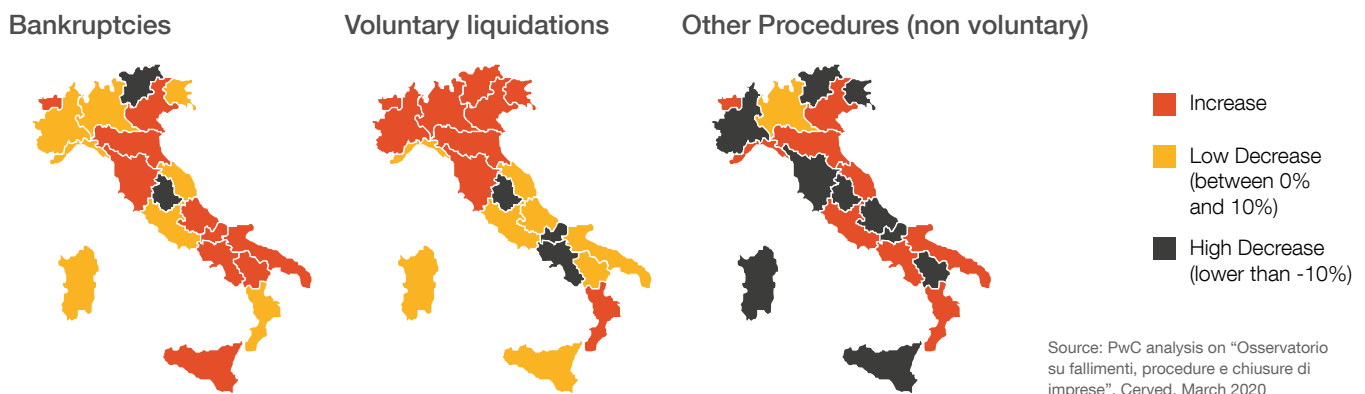 Bankruptcies
Voluntary liquidations
Other Procedures (non voluntary)
Increase
Low Decrease
(between 0%
and 10%)
High Decrease
(lower than -10%)
Source: PwC analysis on “Osservatorio
su fallimenti, procedure e chiusure di
imprese”, Cerved, March 2020